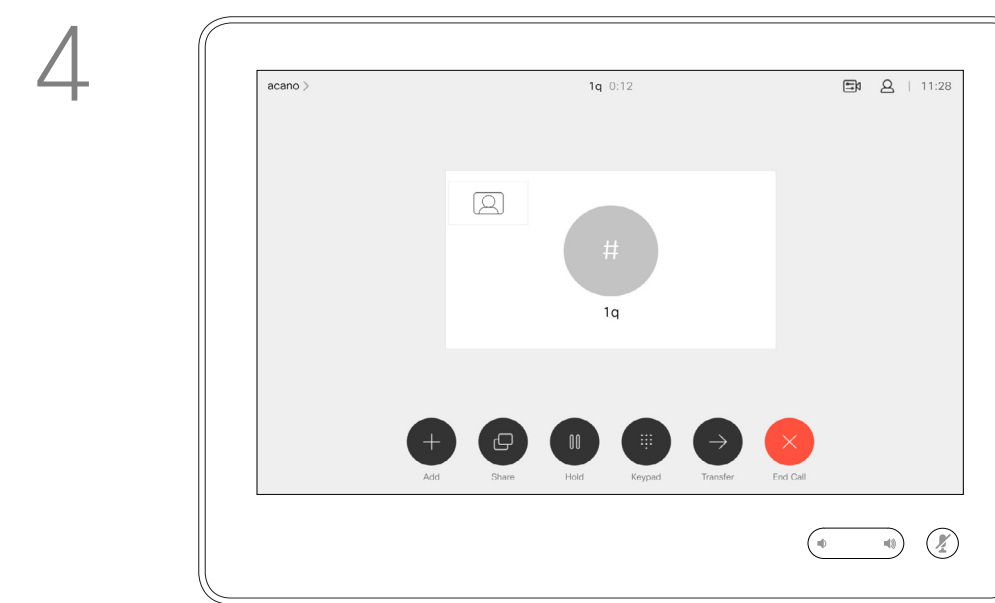 4
acano >
1q 0:12
| 11:28
#
1q
Add
Share
Hold
Keypad
Transfer
End Call